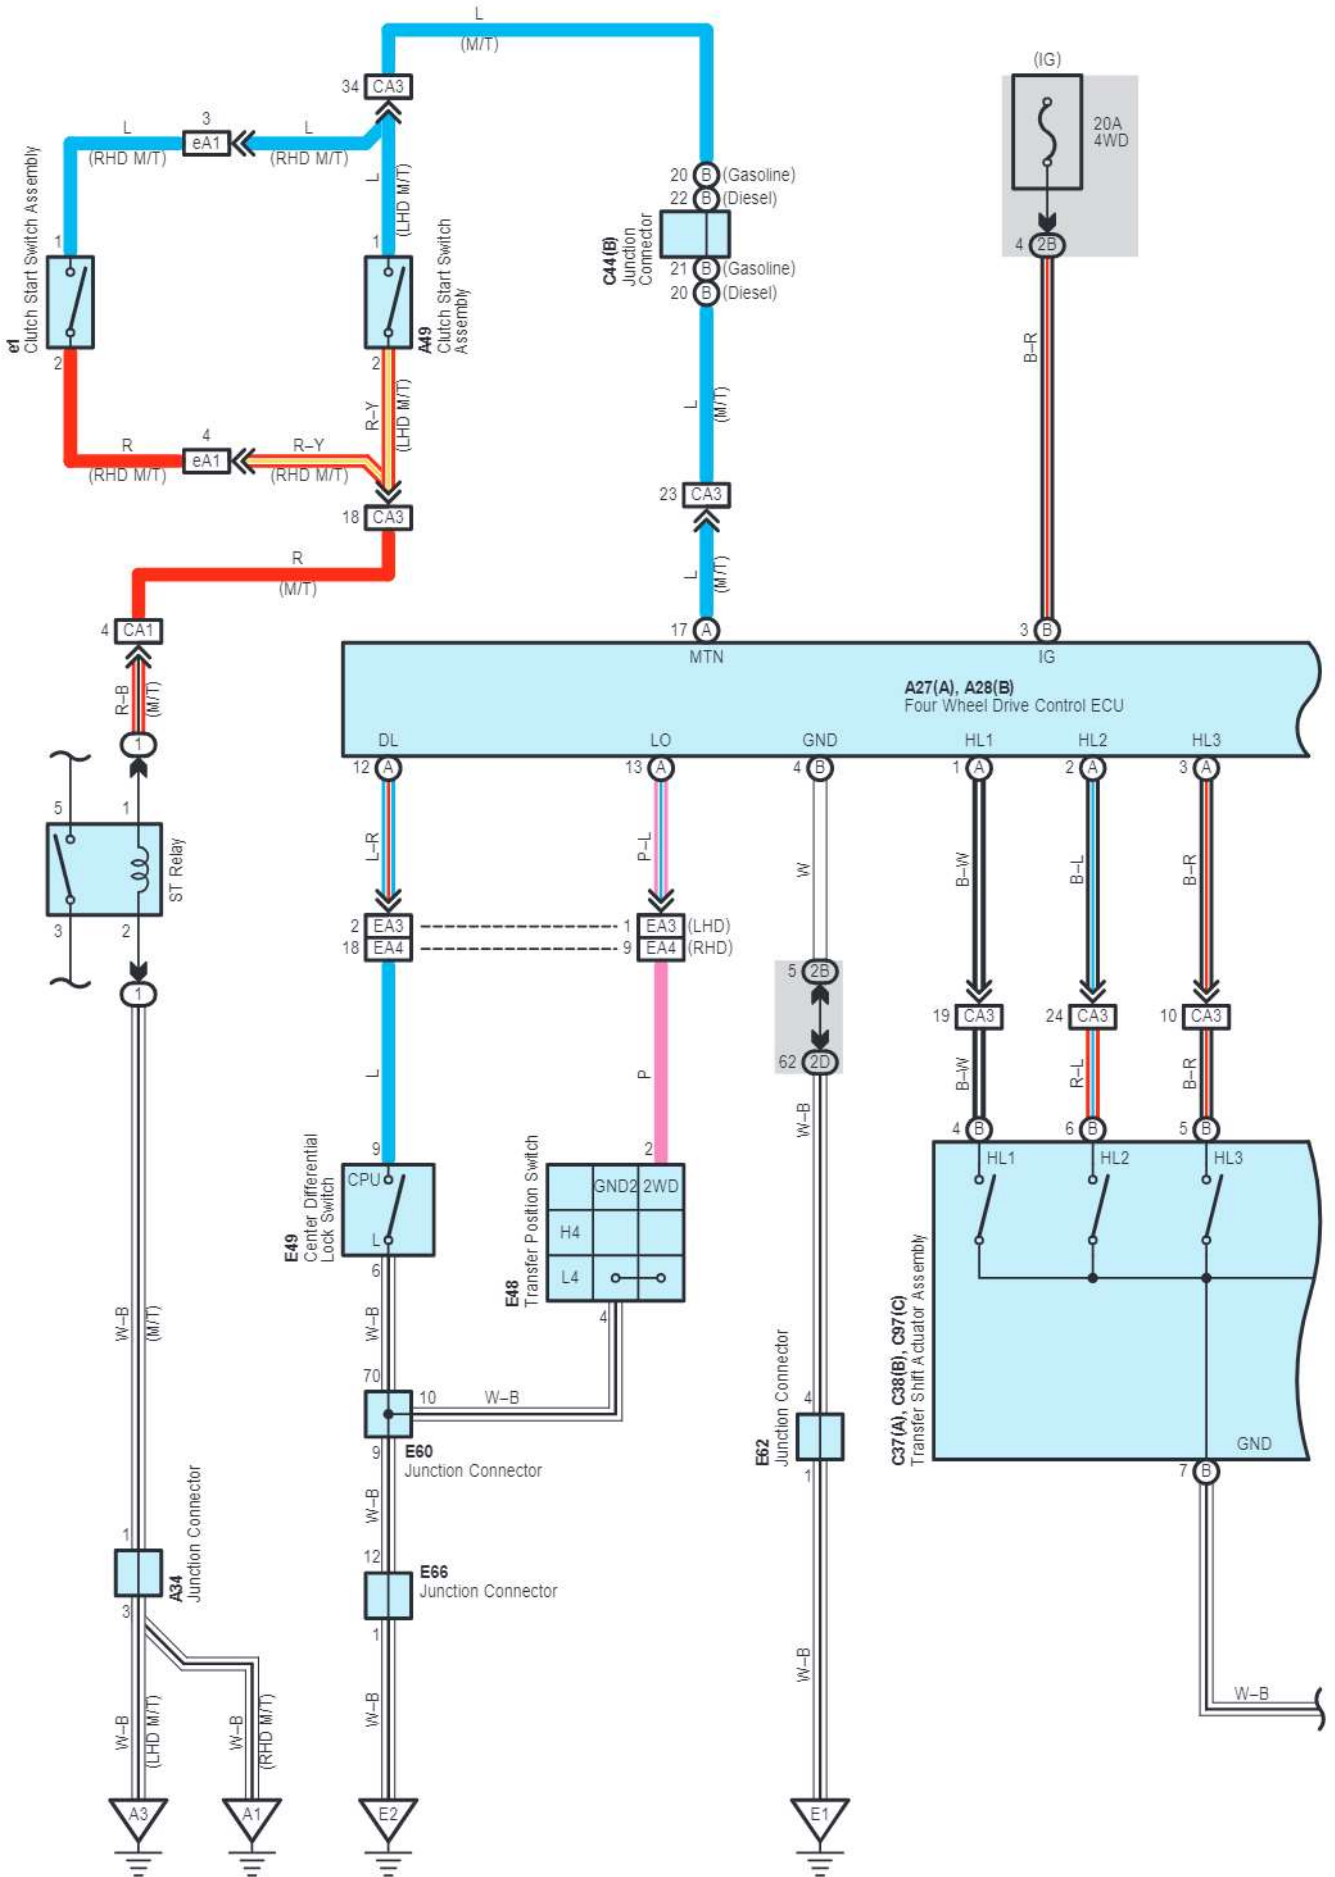 L
(M/T)
(IG)
34 CA3
20A
4WD
3
L eA1 L
(RHD M/T) (RHD M/T)
L
(LHD M/T)
20 B (Gasoline)
22 B (Diesel)
C44(B)
Junction
Connector
21 B (Gasoline)
20 B (Diesel)
4 2B
1
e1
Clutch Start Switch Assembly
2
1
A49
Clutch Start Switch
Assembly
2
B–R
R–Y
(LHD M/T)
L
(M/T)
4
R eA1 R–Y
(RHD M/T) (RHD M/T)
23 CA3
18 CA3
R
(M/T)
L
(M/T)
4 CA1
17 A
3 B
MTN IG
R–B
(M/T)
A27(A), A28(B)
Four Wheel Drive Control ECU
1
DL LO GND HL1 HL2 HL3
12 A 13 A 4 B 1 A 2 A 3 A
5 1
ST Relay
3 2
L–R P–L W B–W B–L B–R
2 EA3 1 EA3 (LHD)
18 EA4 9 EA4 (RHD)
1
5 2B
19 CA3 24 CA3 10 CA3
62 2D
L P W–B B–W R–L B–R
4 B 6 B 5 B
9 2
CPU
L
E49
Center Differential
Lock Switch
6
GND2 2WD
H4
L4
E48
Transfer Position Switch
4
HL1 HL2 HL3
C37(A), C38(B), C97(C)
Transfer Shift Actuator Assembly
GND
7 B
W–B
(M/T)
W–B
70
10 W–B
9
E60
Junction Connector
4
E62
Junction Connector
1
W–B
12
E66
Junction Connector
1
1
A34
Junction Connector
3
W–B
(LHD M/T)
W–B
(RHD M/T)
W–B
W–B
W–B
A3 A1 E2 E1